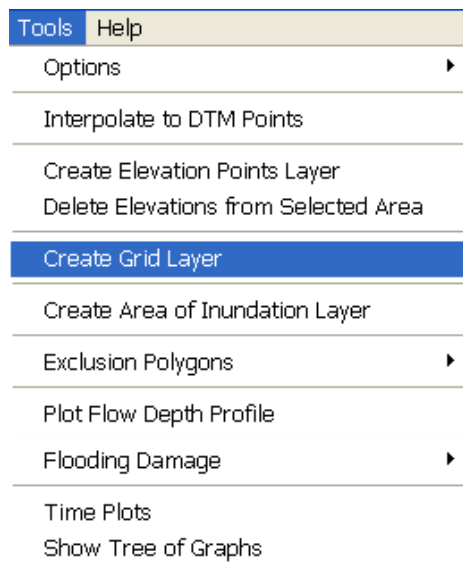 Tools Help
Options
Interpolate to DTM Points
Create Elevation Points Layer
Delete Elevations from Selected Area
Create Grid Layer
Create Area of Inundation Layer
Exclusion Polygons
Plot Flow Depth Profile
Flooding Damage
Time Plots
Show Tree of Graphs